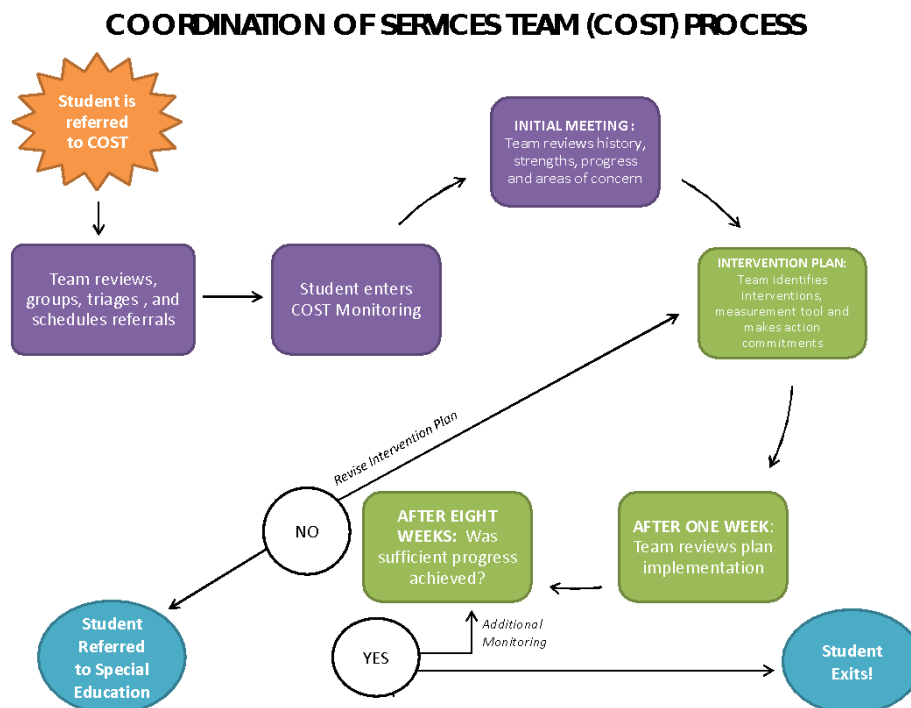 COORDINATION OF SERVICES TEAM (COST) PROCESS
Student is
referred
to COST
Team reviews,
groups, triages , and
schedules referrals
Student enters
COST Monitoring
INITIAL MEETING :
Team reviews history,
strengths, progress
and areas of concern
INTERVENTION PLAN:
Team identifies
interventions,
measurement tool and
makes action
commitments
Revise Intervention Plan
AFTER ONE WEEK:
Team reviews plan
implementation
AFTER EIGHT
WEEKS: Was
sufficient progress
achieved?
NO
Student
Referred
to Special
Education
YES
Additional
Monitoring
Student
Exits!